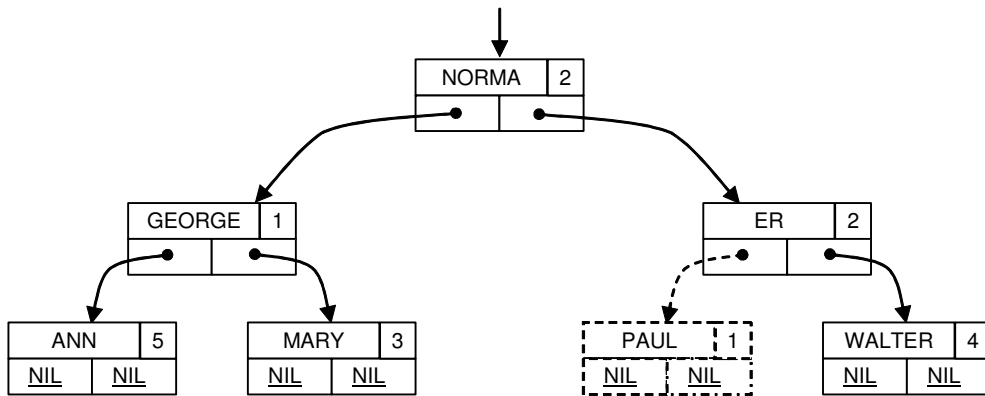 NORMA 2
GEORGE 1
ER 2
ANN 5
MARY 3
PAUL 1
WALTER 4
NIL NIL
NIL NIL
NIL NIL
NIL NIL